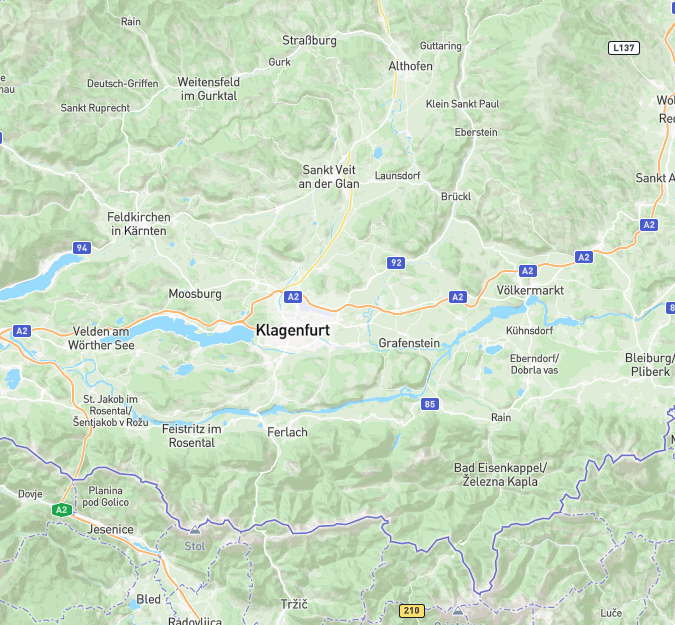 Rain
Straßburg
Guttaring
L137
Gurk
Althofen
Deutsch-Griffen
Weitensfeld
im Gurktal
Sankt Ruprecht
Klein Sankt Paul
Eberstein
Sankt Veit
an der Glan
Launsdorf
Sankt A
Brückl
Feldkirchen
in Kärnten
A2
94
92
A2
A2
Moosburg
A2
A2
Völkermarkt
A2
Velden am
Wörther See
Klagenfurt
Kühnsdorf
Grafenstein
Eberndorf/
Dobrla vas
Bleiburg/
Pliberk
St. Jakob im
Rosental/
Šentjakob v Rožu
85
Rain
Feistritz im
Rosental
Ferlach
Bad Eisenkappel/
Železna Kapla
Dovje
Planina
pod Golico
A2
Jesenice
Stol
Bled
Tržič
210
Luče
Radovljica